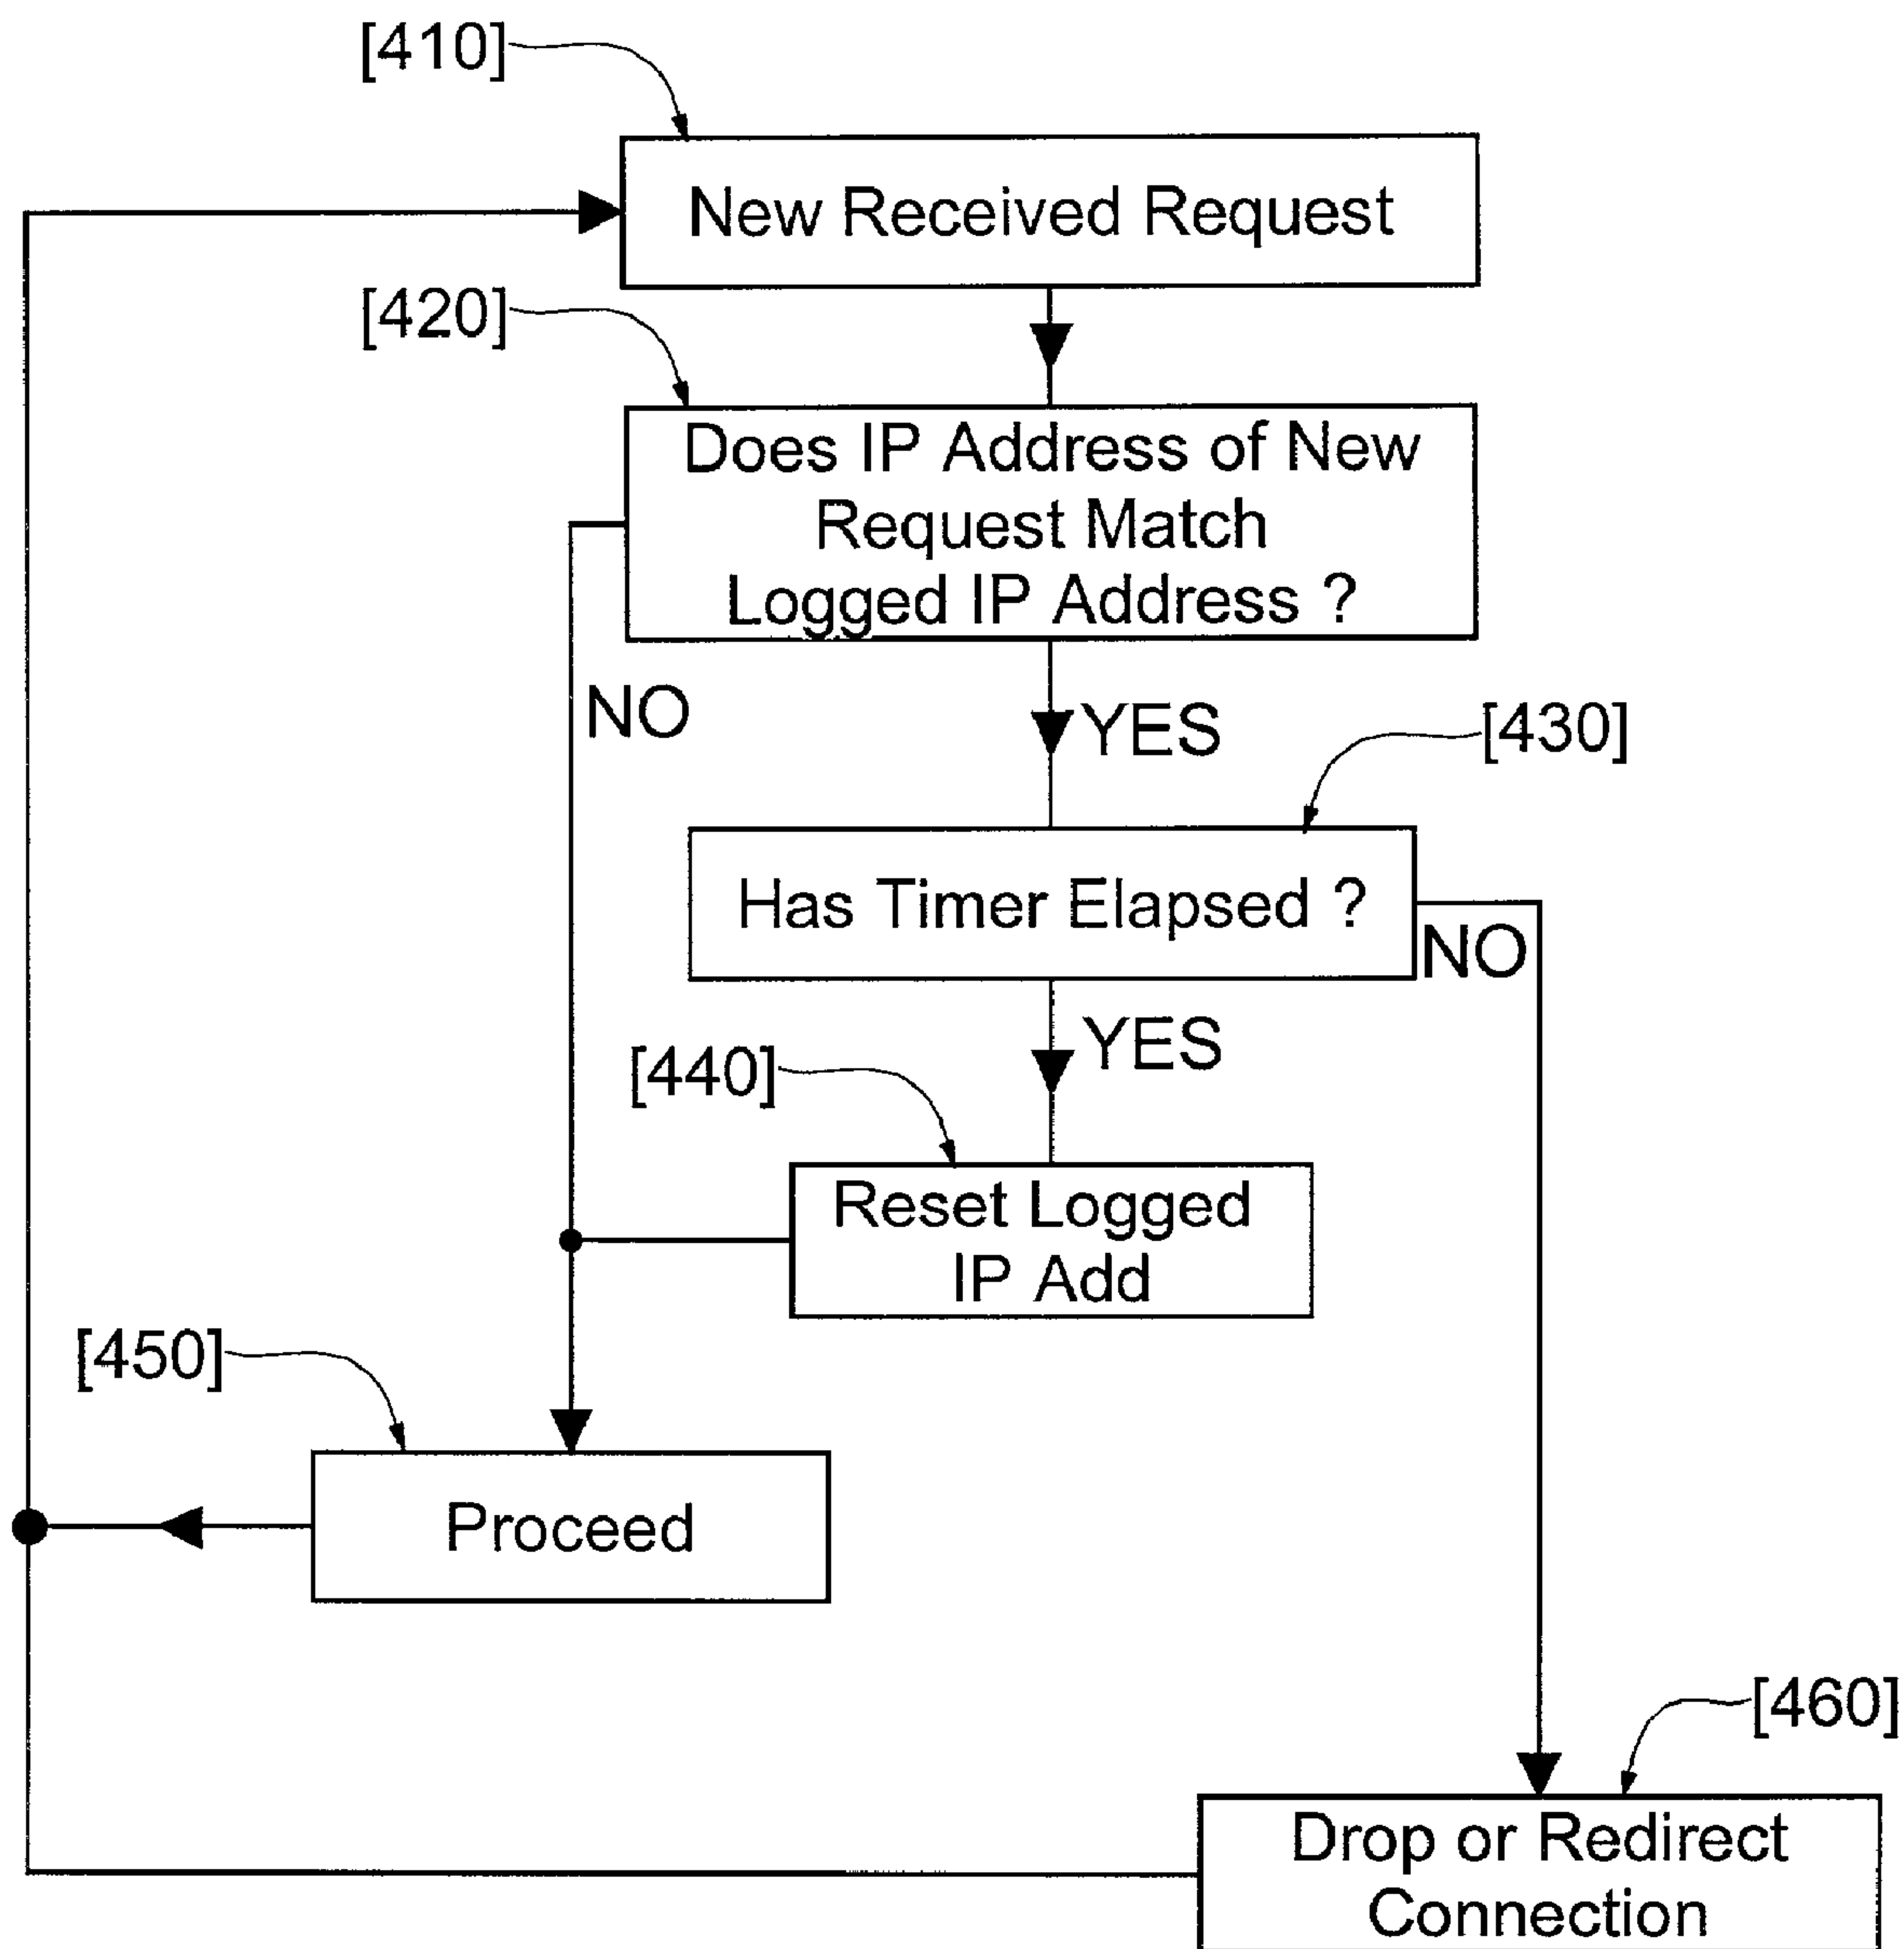 [410]
New Received Request
[420]
Does IP Address of New
Request Match
Logged IP Address ?
NO
YES
[430]
Has Timer Elapsed ?
NO
YES
[440]
Reset Logged
IP Add
[450]
Proceed
[460]
Drop or Redirect
Connection